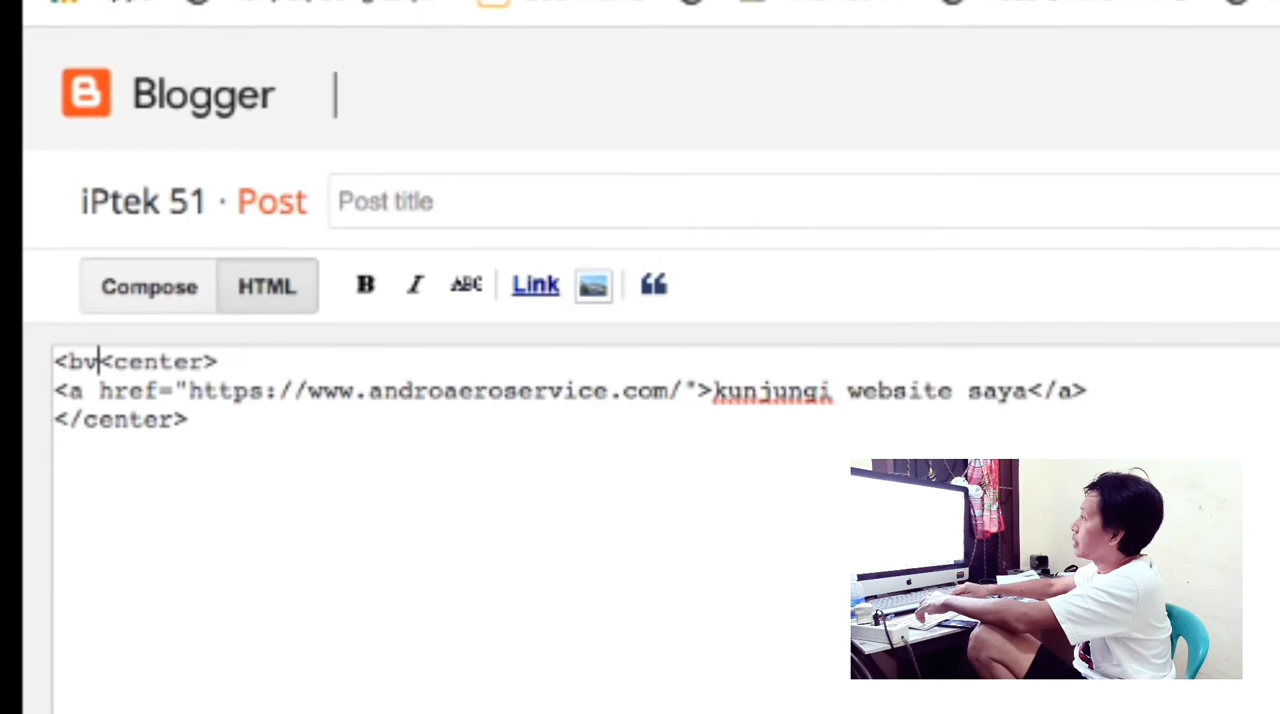 Blogger
iPtek 51 · Post
Post title
Compose HTML B I ABC Link
<bv<center>
<a href="https://www.androaeroservice.com/">kunjungi website saya</a>
</center>